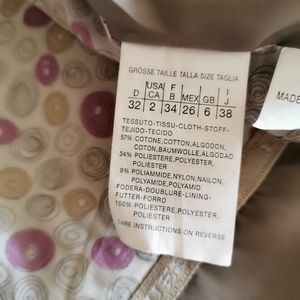 GRÖSSE TAILLE TALLA SIZE TAGLIA
D USA CA F B MEX GB I J
32 2 34 26 6 38
TESSUTO-TISSU-CLOTH-STOFF-
TEJIDO-TECIDO
57% COTONE,COTTON,ALGODON
COTON,BAUMWOLLE,ALGODAO
34% POLIESTERE,POLYESTER,
POLIESTER
9% POLIAMMIDE,NYLON,NAILON,
POLYAMIDE,POLYAMID
FODERA-DOUBLURE-LINING-
FUTTER-FORRO
100% POLIESTERE,POLYESTER,
POLIESTER
CARE INSTRUCTIONS ON REVERSE
MADE